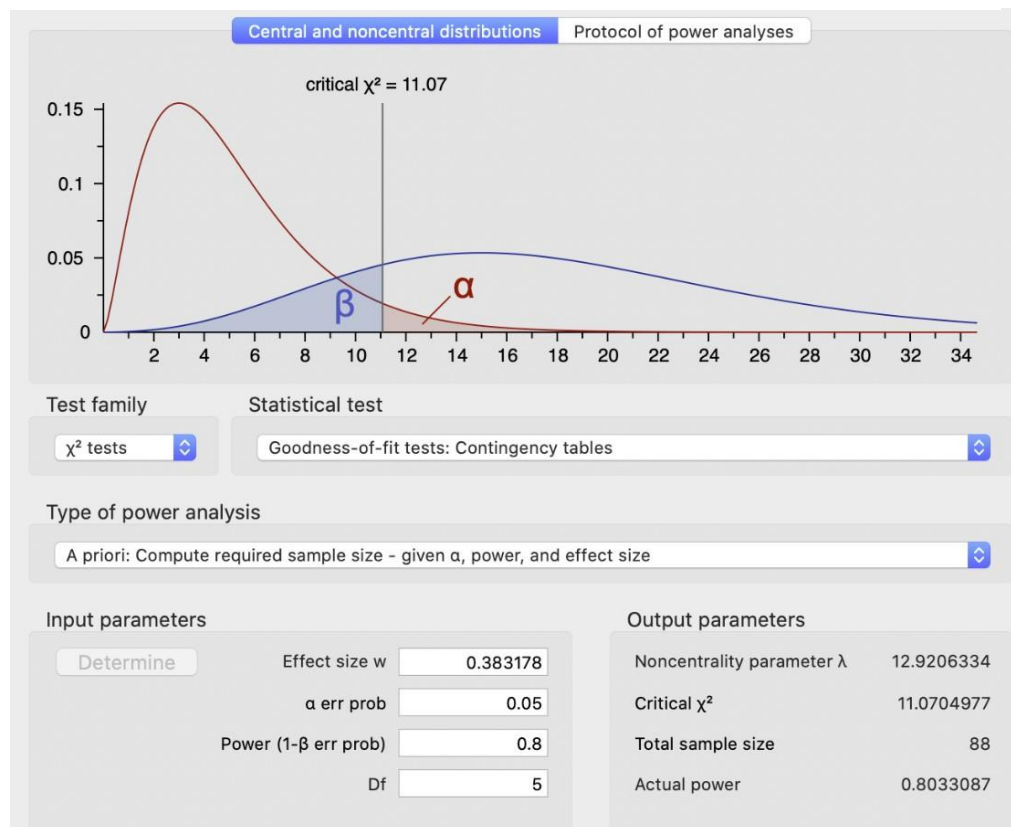 Central and noncentral distributions Protocol of power analyses
critical χ² = 11.07
0.15
0.1
0.05
0
β
α
2 4 6 8 10 12 14 16 18 20 22 24 26 28 30 32 34
Test family Statistical test
χ² tests Goodness-of-fit tests: Contingency tables
Type of power analysis
A priori: Compute required sample size - given α, power, and effect size
Input parameters Output parameters
Determine Effect size w 0.383178 Noncentrality parameter λ 12.9206334
α err prob 0.05 Critical χ² 11.0704977
Power (1-β err prob) 0.8 Total sample size 88
Df 5 Actual power 0.8033087